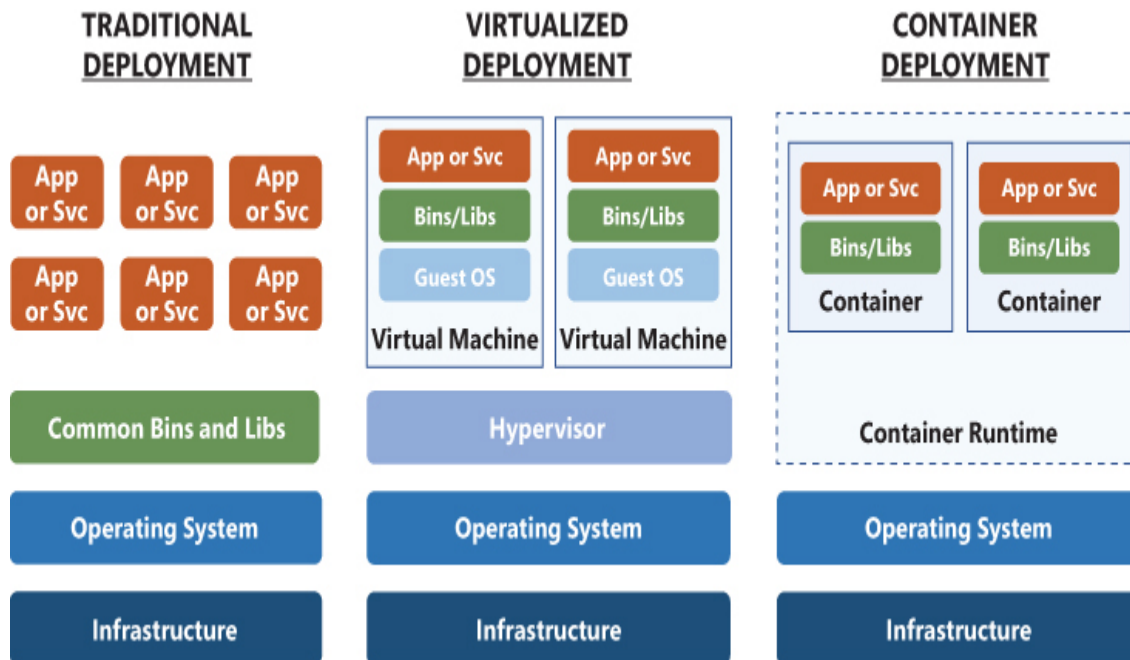 TRADITIONAL
DEPLOYMENT
App
or Svc
App
or Svc
App
or Svc
App
or Svc
App
or Svc
App
or Svc
Common Bins and Libs
Operating System
Infrastructure
VIRTUALIZED
DEPLOYMENT
App or Svc
Bins/Libs
Guest OS
Virtual Machine
App or Svc
Bins/Libs
Guest OS
Virtual Machine
Hypervisor
Operating System
Infrastructure
CONTAINER
DEPLOYMENT
App or Svc
Bins/Libs
Container
App or Svc
Bins/Libs
Container
Container Runtime
Operating System
Infrastructure